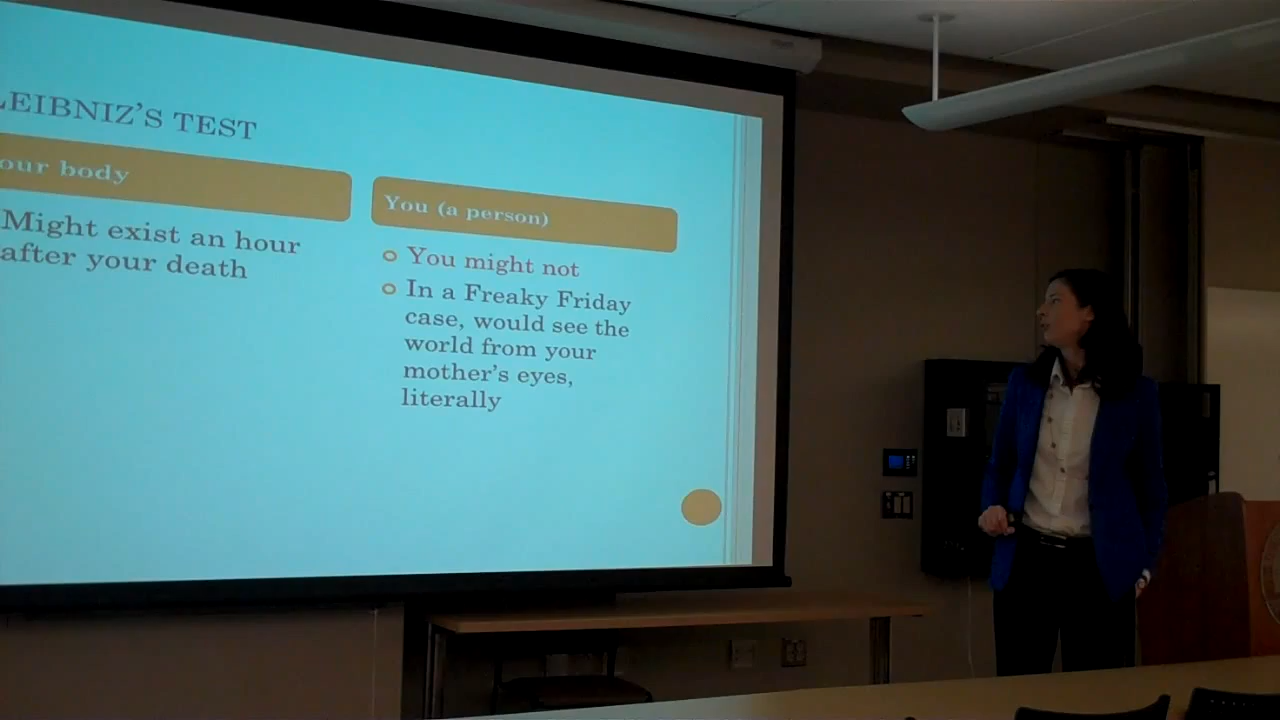 LEIBNIZ'S TEST
our body
Might exist an hour
after your death
You (a person)
You might not
In a Freaky Friday
case, would see the
world from your
mother's eyes,
literally